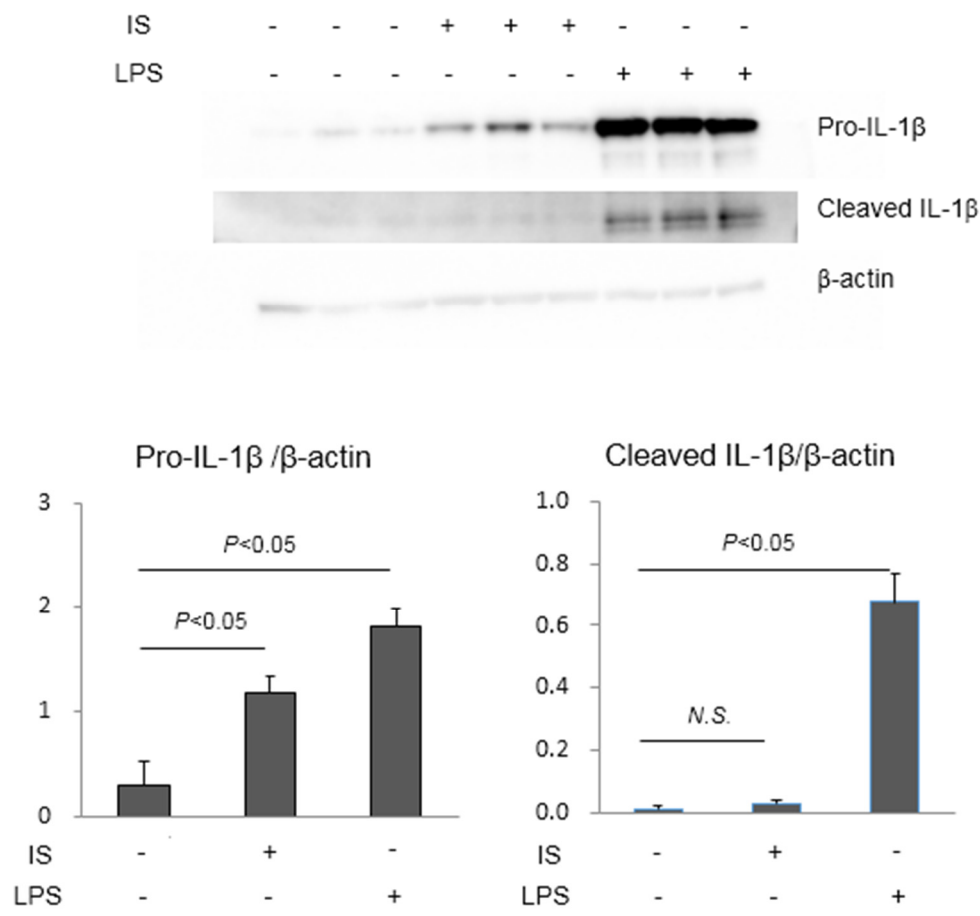 IS - - - + + + - - -
LPS - - - - - - + + +
Pro-IL-1β
Cleaved IL-1β
β-actin
Pro-IL-1β /β-actin
3
2
1
0
P<0.05
P<0.05
IS - + -
LPS - - +
Cleaved IL-1β/β-actin
1.0
0.8
0.6
0.4
0.2
0.0
P<0.05
N.S.
IS - + -
LPS - - +